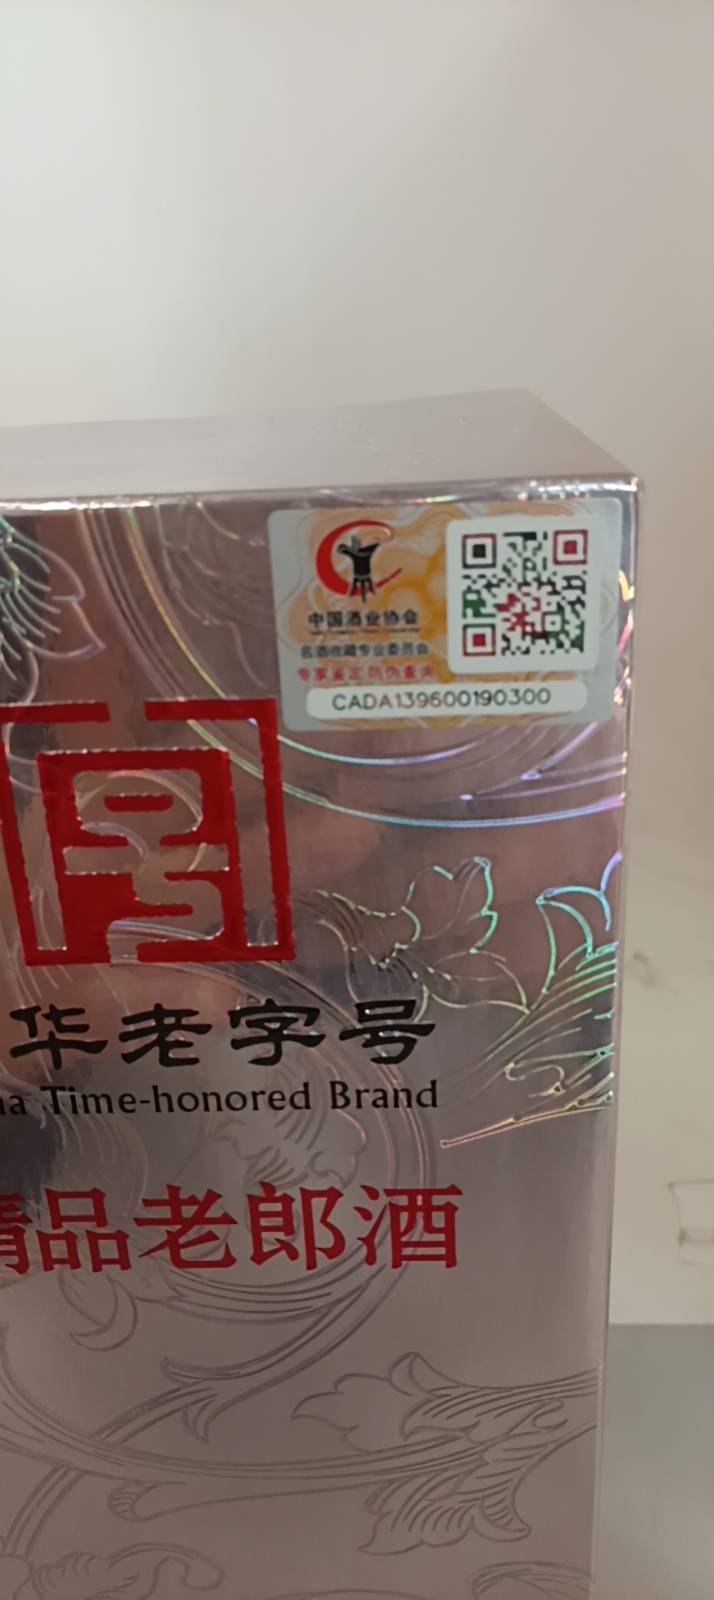 中国酒业协会
名酒收藏专业委员会
专家鉴定 防伪查询
CADA139600190300
华老字号
Time-honored Brand
品老郎酒